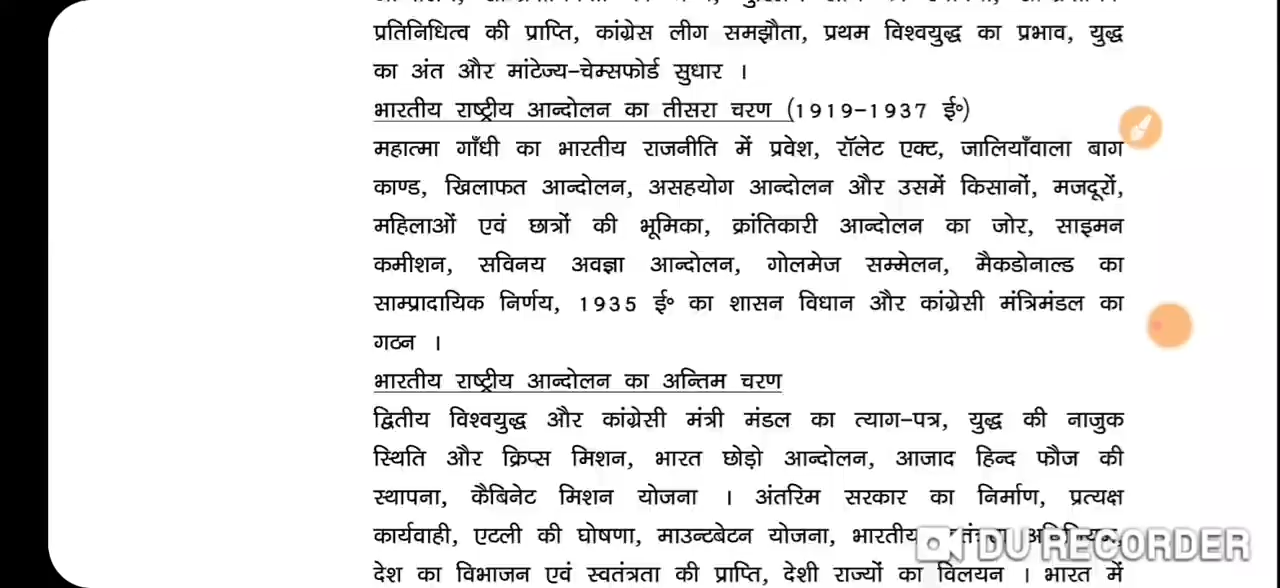 प्रतिनिधित्व की प्राप्ति, कांग्रेस लीग समझौता, प्रथम विश्वयुद्ध का प्रभाव, युद्ध
का अंत और मांटेज्य-चेम्सफोर्ड सुधार ।
भारतीय राष्ट्रीय आन्दोलन का तीसरा चरण (1919-1937 ई॰)
महात्मा गाँधी का भारतीय राजनीति में प्रवेश, रॉलेट एक्ट, जालियाँवाला बाग
काण्ड, खिलाफत आन्दोलन, असहयोग आन्दोलन और उसमें किसानों, मजदूरों,
महिलाओं एवं छात्रों की भूमिका, क्रांतिकारी आन्दोलन का जोर, साइमन
कमीशन, सविनय अवज्ञा आन्दोलन, गोलमेज सम्मेलन, मैकडोनाल्ड का
साम्प्रादायिक निर्णय, 1935 ई॰ का शासन विधान और कांग्रेसी मंत्रिमंडल का
गठन ।
भारतीय राष्ट्रीय आन्दोलन का अन्तिम चरण
द्वितीय विश्वयुद्ध और कांग्रेसी मंत्री मंडल का त्याग-पत्र, युद्ध की नाजुक
स्थिति और क्रिप्स मिशन, भारत छोड़ो आन्दोलन, आजाद हिन्द फौज की
स्थापना, कैबिनेट मिशन योजना । अंतरिम सरकार का निर्माण, प्रत्यक्ष
कार्यवाही, एटली की घोषणा, माउन्टबेटन योजना, भारतीय
DU RECORDER
देश का विभाजन एवं स्वतंत्रता की प्राप्ति, देशी राज्यों का विलयन । भारत में